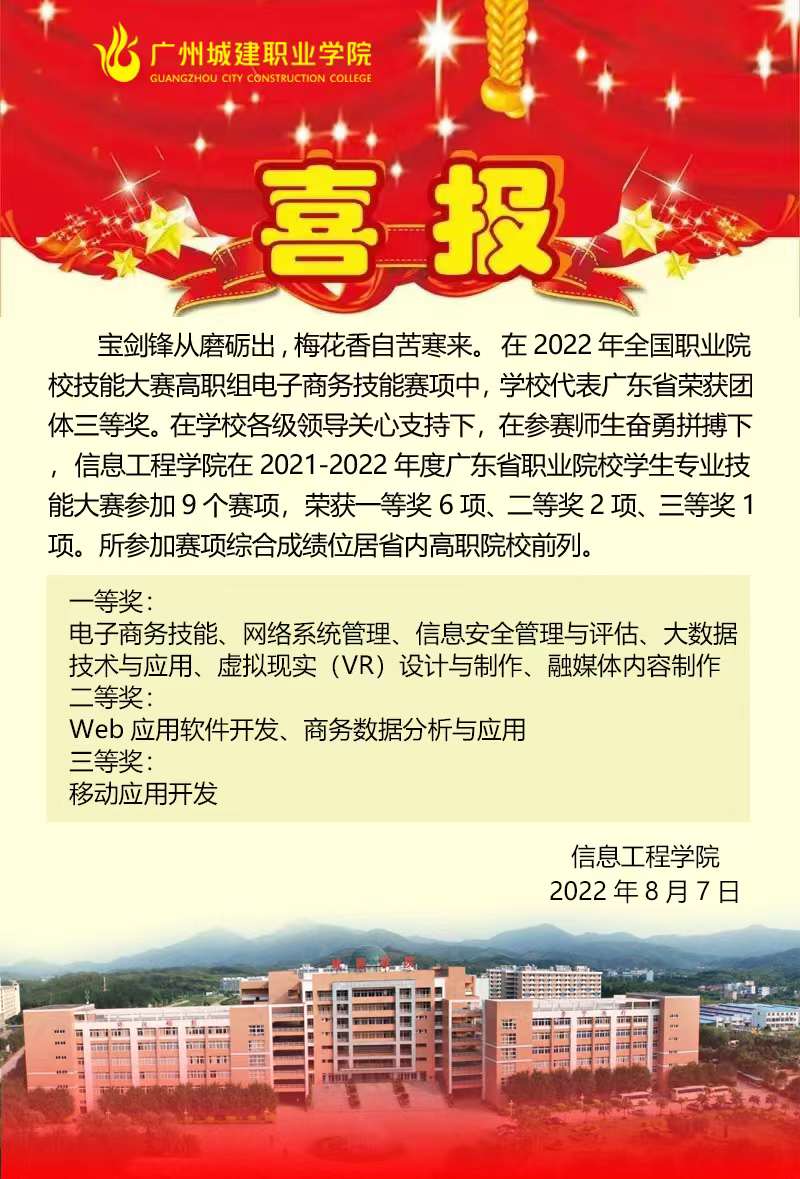 广州城建职业学院
GUANGZHOU CITY CONSTRUCTION COLLEGE
喜报
宝剑锋从磨砺出,梅花香自苦寒来。在 2022 年全国职业院
校技能大赛高职组电子商务技能赛项中,学校代表广东省荣获团
体三等奖。在学校各级领导关心支持下,在参赛师生奋勇拼搏下
,信息工程学院在 2021-2022 年度广东省职业院校学生专业技
能大赛参加 9 个赛项,荣获一等奖 6 项、二等奖 2 项、三等奖 1
项。所参加赛项综合成绩位居省内高职院校前列。
一等奖:
电子商务技能、网络系统管理、信息安全管理与评估、大数据
技术与应用、虚拟现实(VR)设计与制作、融媒体内容制作
二等奖:
Web 应用软件开发、商务数据分析与应用
三等奖:
移动应用开发
信息工程学院
2022 年 8 月 7 日